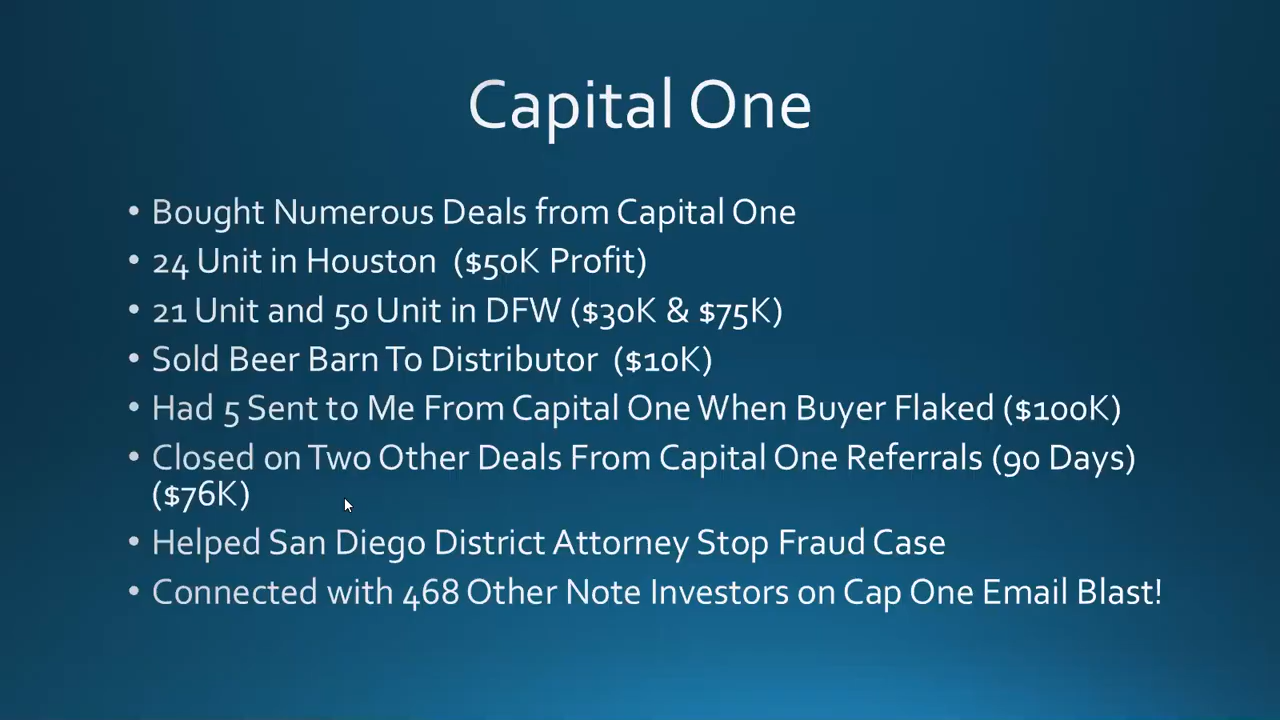 Capital One
• Bought Numerous Deals from Capital One
• 24 Unit in Houston  ($50K Profit)
• 21 Unit and 50 Unit in DFW ($30K & $75K)
• Sold Beer Barn To Distributor  ($10K)
• Had 5 Sent to Me From Capital One When Buyer Flaked ($100K)
• Closed on Two Other Deals From Capital One Referrals (90 Days)
($76K)
• Helped San Diego District Attorney Stop Fraud Case
• Connected with 468 Other Note Investors on Cap One Email Blast!